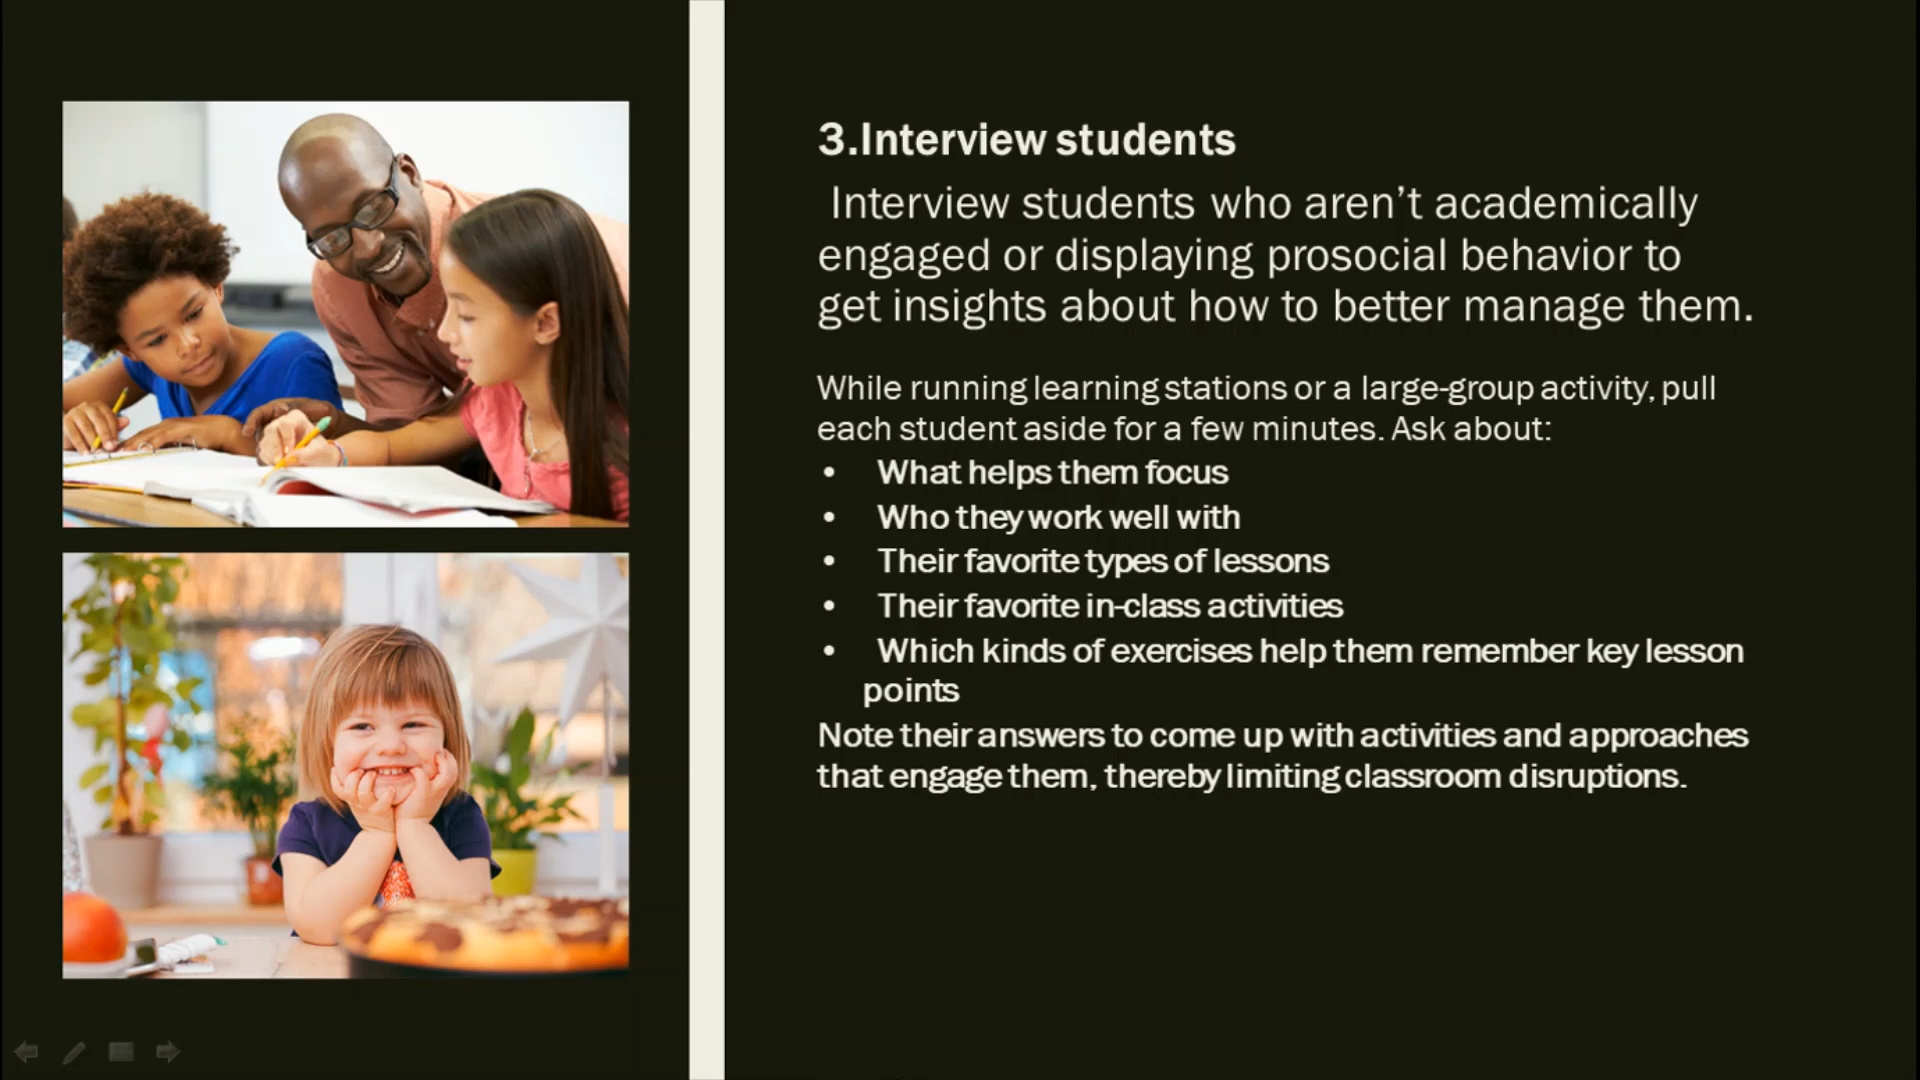 3.Interview students
Interview students who aren’t academically
engaged or displaying prosocial behavior to
get insights about how to better manage them.
While running learning stations or a large-group activity, pull
each student aside for a few minutes. Ask about:
• What helps them focus
• Who they work well with
• Their favorite types of lessons
• Their favorite in-class activities
• Which kinds of exercises help them remember key lesson
points
Note their answers to come up with activities and approaches
that engage them, thereby limiting classroom disruptions.